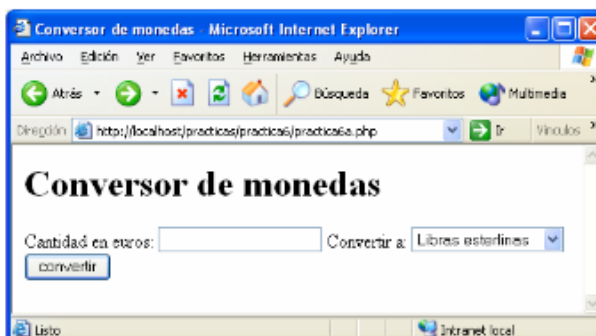 Conversor de monedas - Microsoft Internet Explorer
Archivo Edición Ver Favoritos Herramientas Ayuda
Atrás Búsqueda Favoritos Multimedia »
Dirección http://localhost/practicas/practica6/practica6a.php Ir Vínculos »
Conversor de monedas
Cantidad en euros: Convertir a: Libras esterlinas
convertir
Listo Intranet local